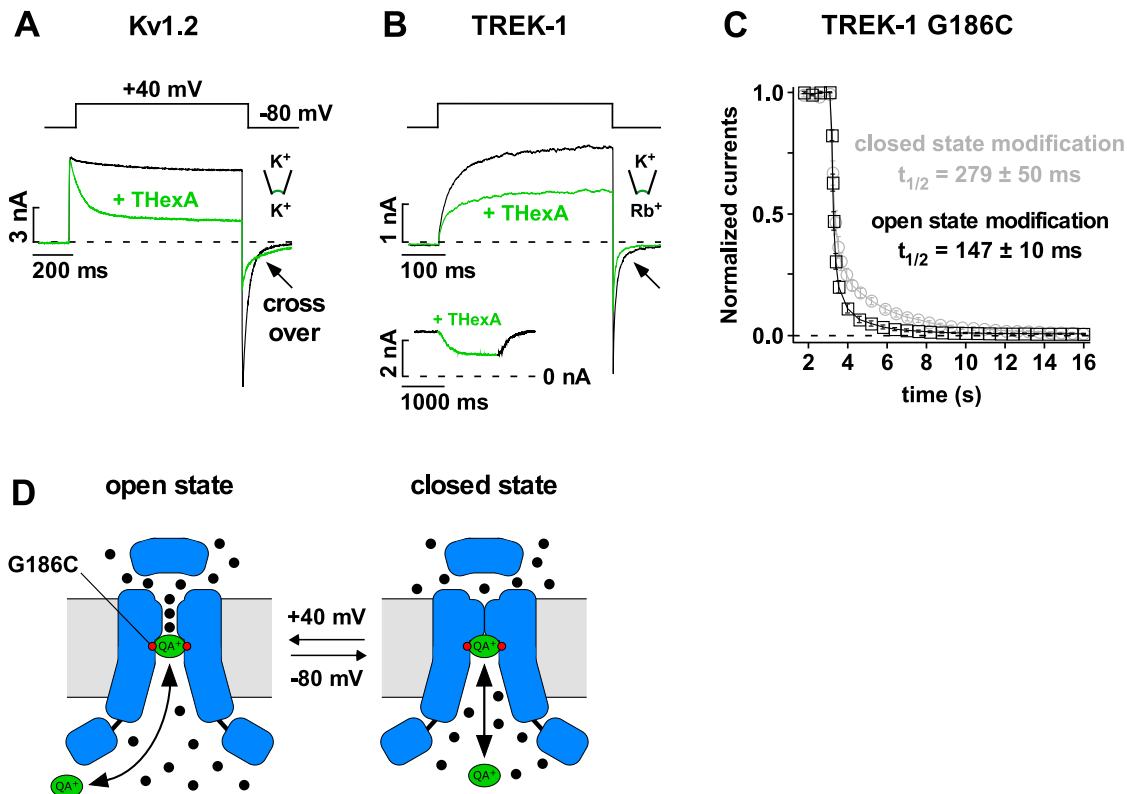 A Kv1.2
+40 mV
-80 mV
K⁺
K⁺
+ THexA
3 nA
200 ms
cross
over
B TREK-1
K⁺
Rb⁺
+ THexA
1 nA
100 ms
+ THexA
2 nA
0 nA
1000 ms
C TREK-1 G186C
Normalized currents
1.0
0.5
0.0
closed state modification
t1/2 = 279 ± 50 ms
open state modification
t1/2 = 147 ± 10 ms
2 4 6 8 10 12 14 16
time (s)
D open state
closed state
G186C
QA⁺
QA⁺
+40 mV
-80 mV
QA⁺
QA⁺